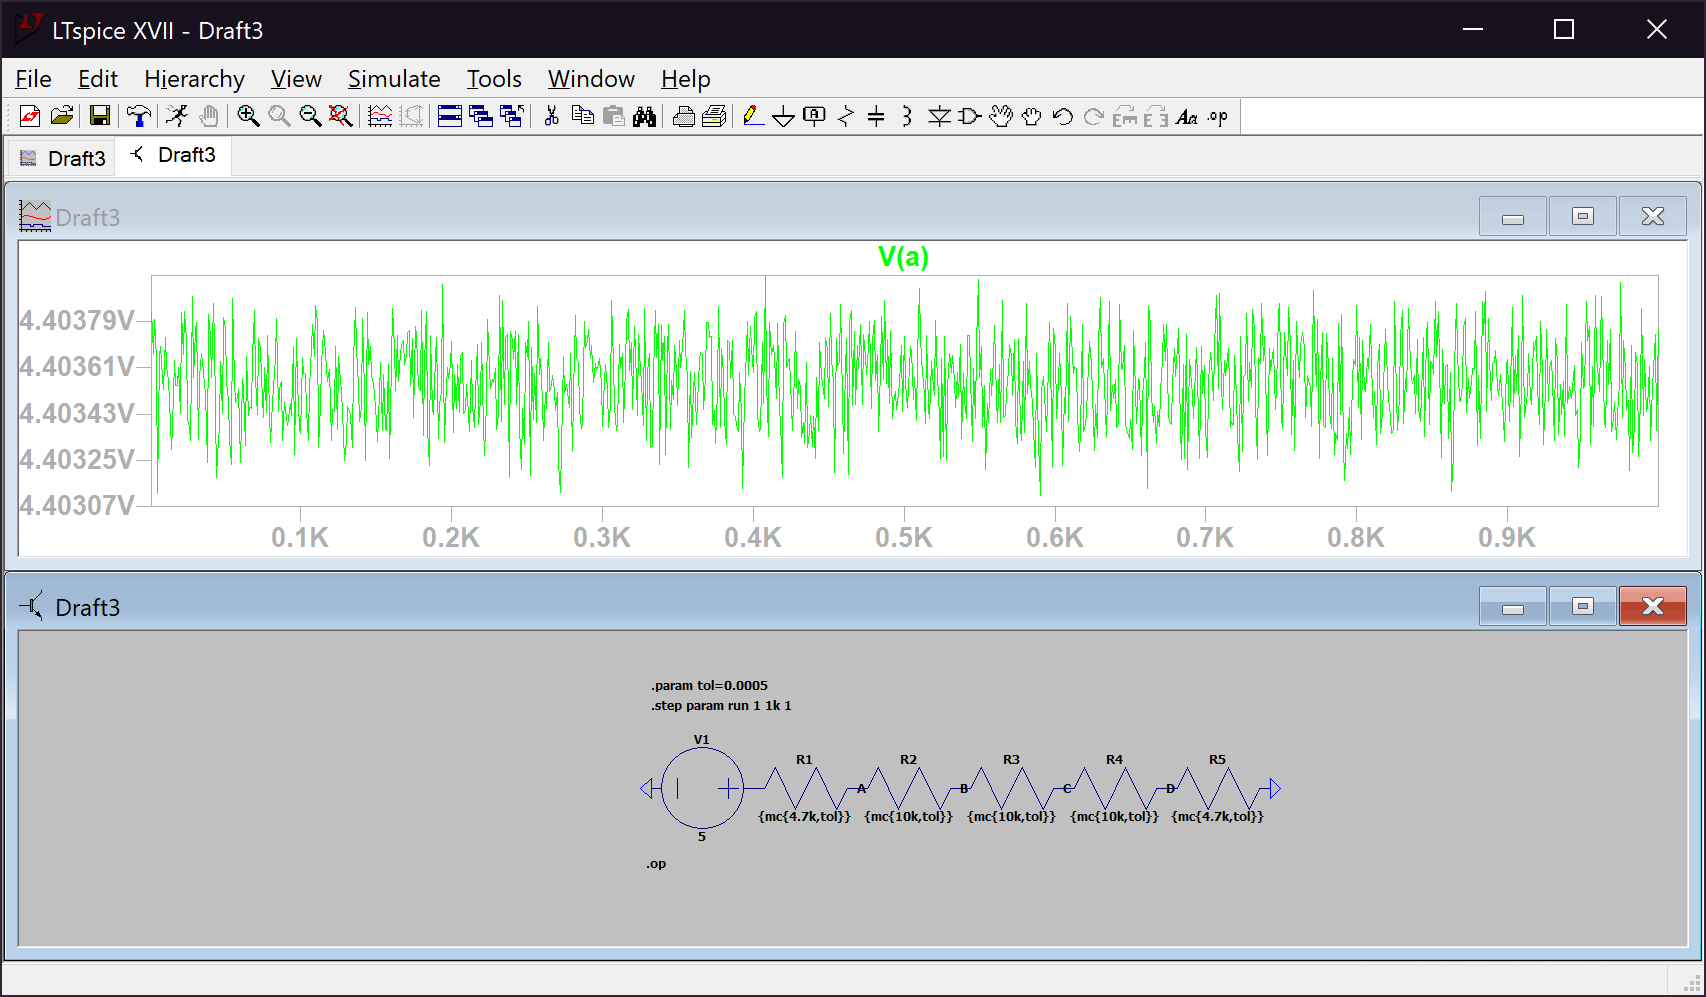 LTspice XVII - Draft3
File Edit Hierarchy View Simulate Tools Window Help
Draft3 Draft3
Draft3
V(a)
4.40379V
4.40361V
4.40343V
4.40325V
4.40307V
0.1K 0.2K 0.3K 0.4K 0.5K 0.6K 0.7K 0.8K 0.9K
Draft3
.param tol=0.0005
.step param run 1 1k 1
V1
R1 R2 R3 R4 R5
A B C D
{mc{4.7k,tol}} {mc{10k,tol}} {mc{10k,tol}} {mc{10k,tol}} {mc{4.7k,tol}}
5
.op